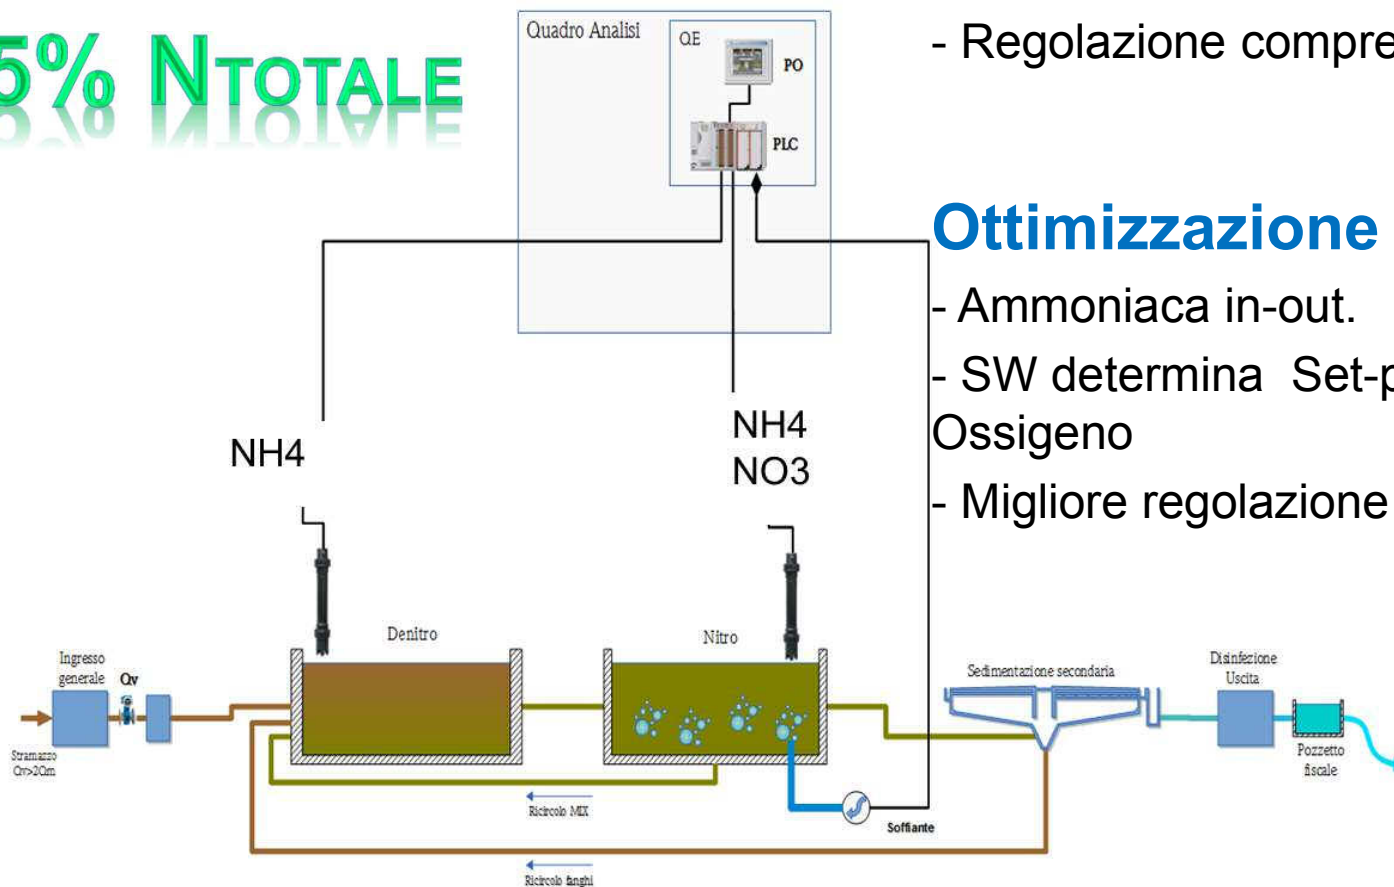 5% NTOTALE
Quadro Analisi
QE
PO
PLC
- Regolazione compre
Ottimizzazione
- Ammoniaca in-out.
- SW determina Set-p
Ossigeno
- Migliore regolazione
NH4
NH4
NO3
Denitro
Nitro
Ingresso
generale
Qv
Stramazzo
Qv>2Qm
Sedimentazione secondaria
Disinfezione
Uscita
Pozzetto
fiscale
Ricircolo MIX
Soffiante
Ricircolo fanghi